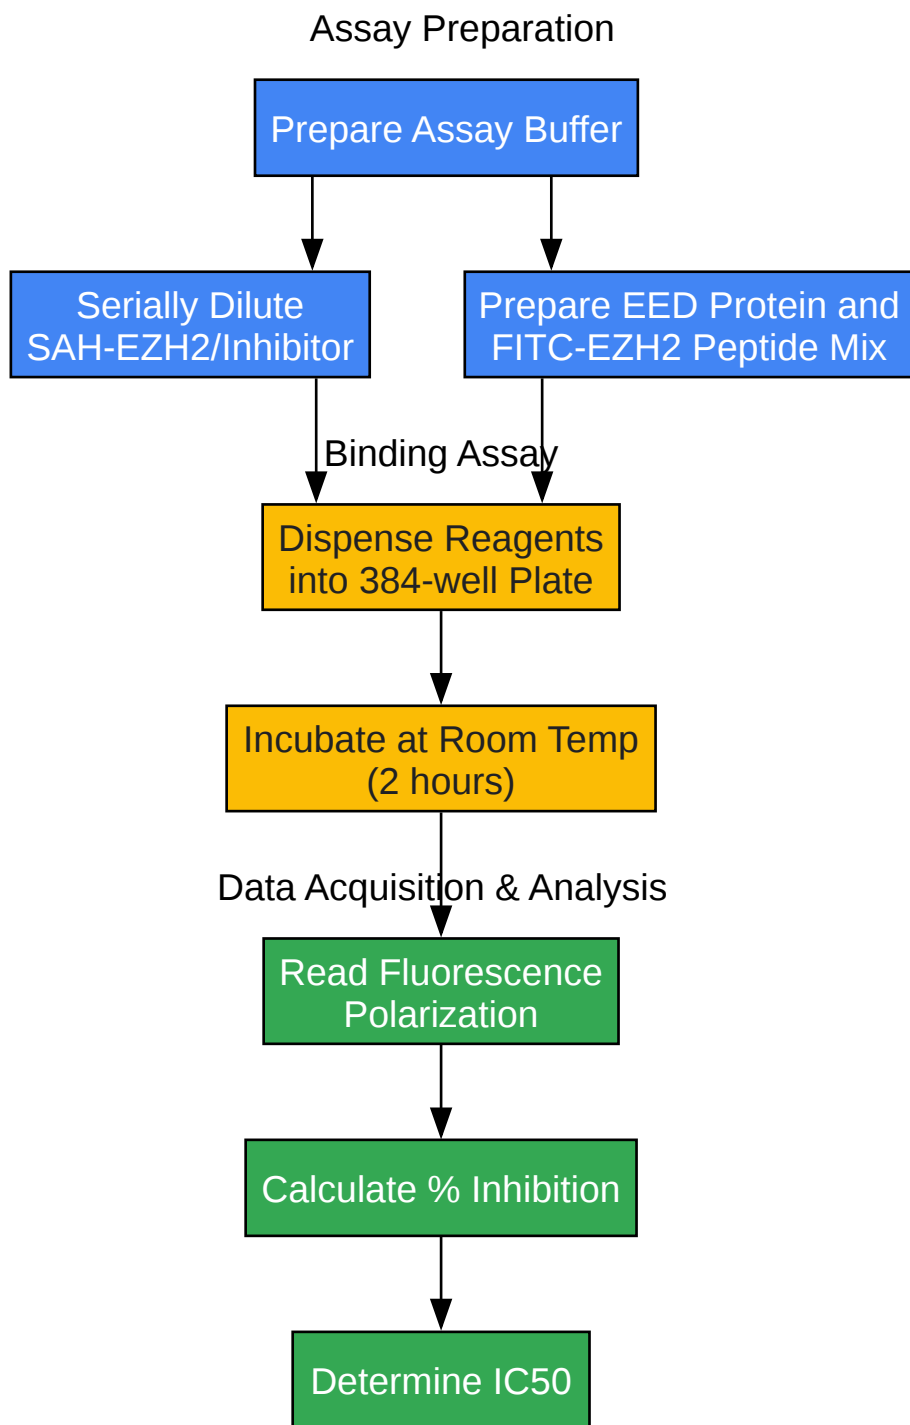 Assay Preparation
Prepare Assay Buffer
Serially Dilute
SAH-EZH2/Inhibitor
Prepare EED Protein and
FITC-EZH2 Peptide Mix
Binding Assay
Dispense Reagents
into 384-well Plate
Incubate at Room Temp
(2 hours)
Data Acquisition & Analysis
Read Fluorescence
Polarization
Calculate % Inhibition
Determine IC50